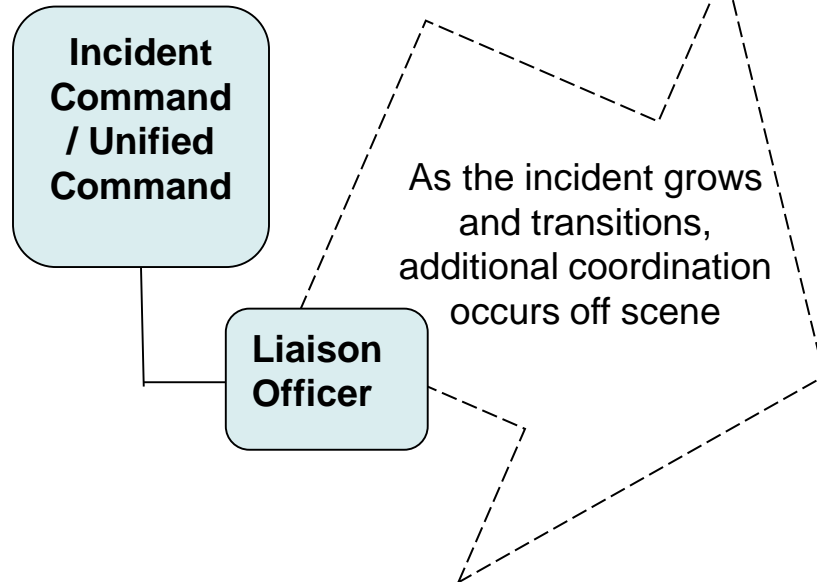 Incident
Command
/ Unified
Command
As the incident grows
and transitions,
additional coordination
occurs off scene
Liaison
Officer